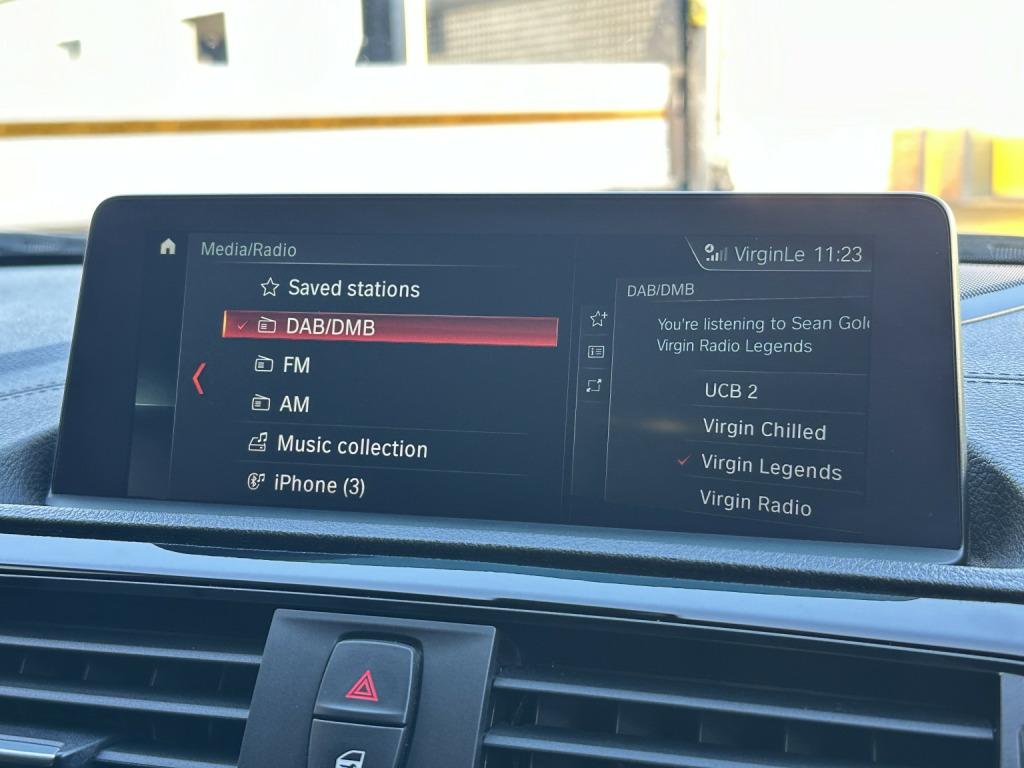 Media/Radio
VirginLe 11:23
Saved stations
DAB/DMB
FM
AM
Music collection
iPhone (3)
DAB/DMB
You're listening to Sean
Virgin Radio Legends
UCB 2
Virgin Chilled
Virgin Legends
Virgin Radio